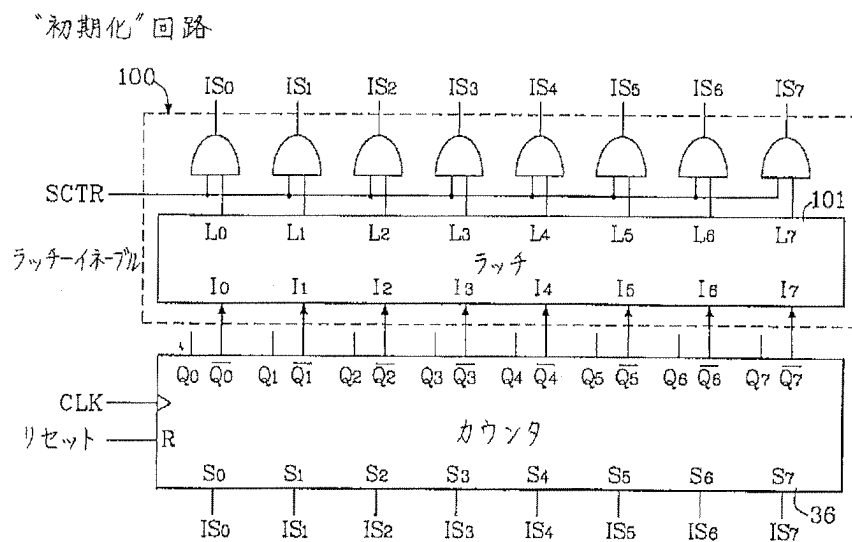 "初期化"回路
100
IS0 IS1 IS2 IS3 IS4 IS5 IS6 IS7
SCTR
101
L0 L1 L2 L3 L4 L5 L6 L7
ラッチーイネーブル
ラッチ
I0 I1 I2 I3 I4 I5 I6 I7
Q0 Q̅0̅ Q1 Q̅1̅ Q2 Q̅2̅ Q3 Q̅3̅ Q4 Q̅4̅ Q5 Q̅5̅ Q6 Q̅6̅ Q7 Q̅7̅
CLK
リセット R カウンタ
S0 S1 S2 S3 S4 S5 S6 S7
36
IS0 IS1 IS2 IS3 IS4 IS5 IS6 IS7